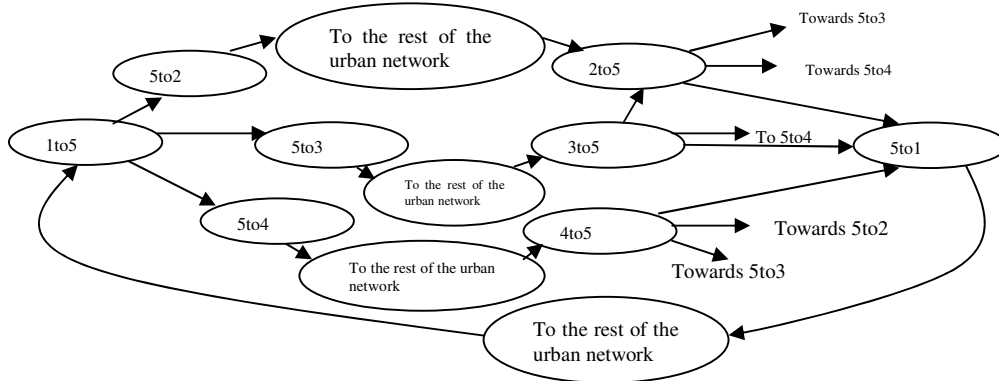 To the rest of the
urban network
Towards 5to3
5to2
2to5
Towards 5to4
1to5
5to3
3to5
To 5to4
5to1
To the rest of the
urban network
5to4
4to5
Towards 5to2
To the rest of the urban
network
Towards 5to3
To the rest of the
urban network